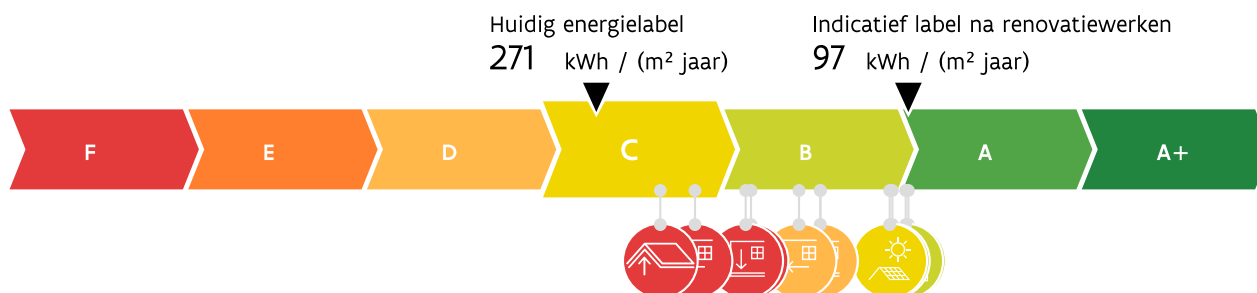 Huidig energielabel
271 kWh / (m² jaar)
Indicatief label na renovatiewerken
97 kWh / (m² jaar)
F E D C B A A+